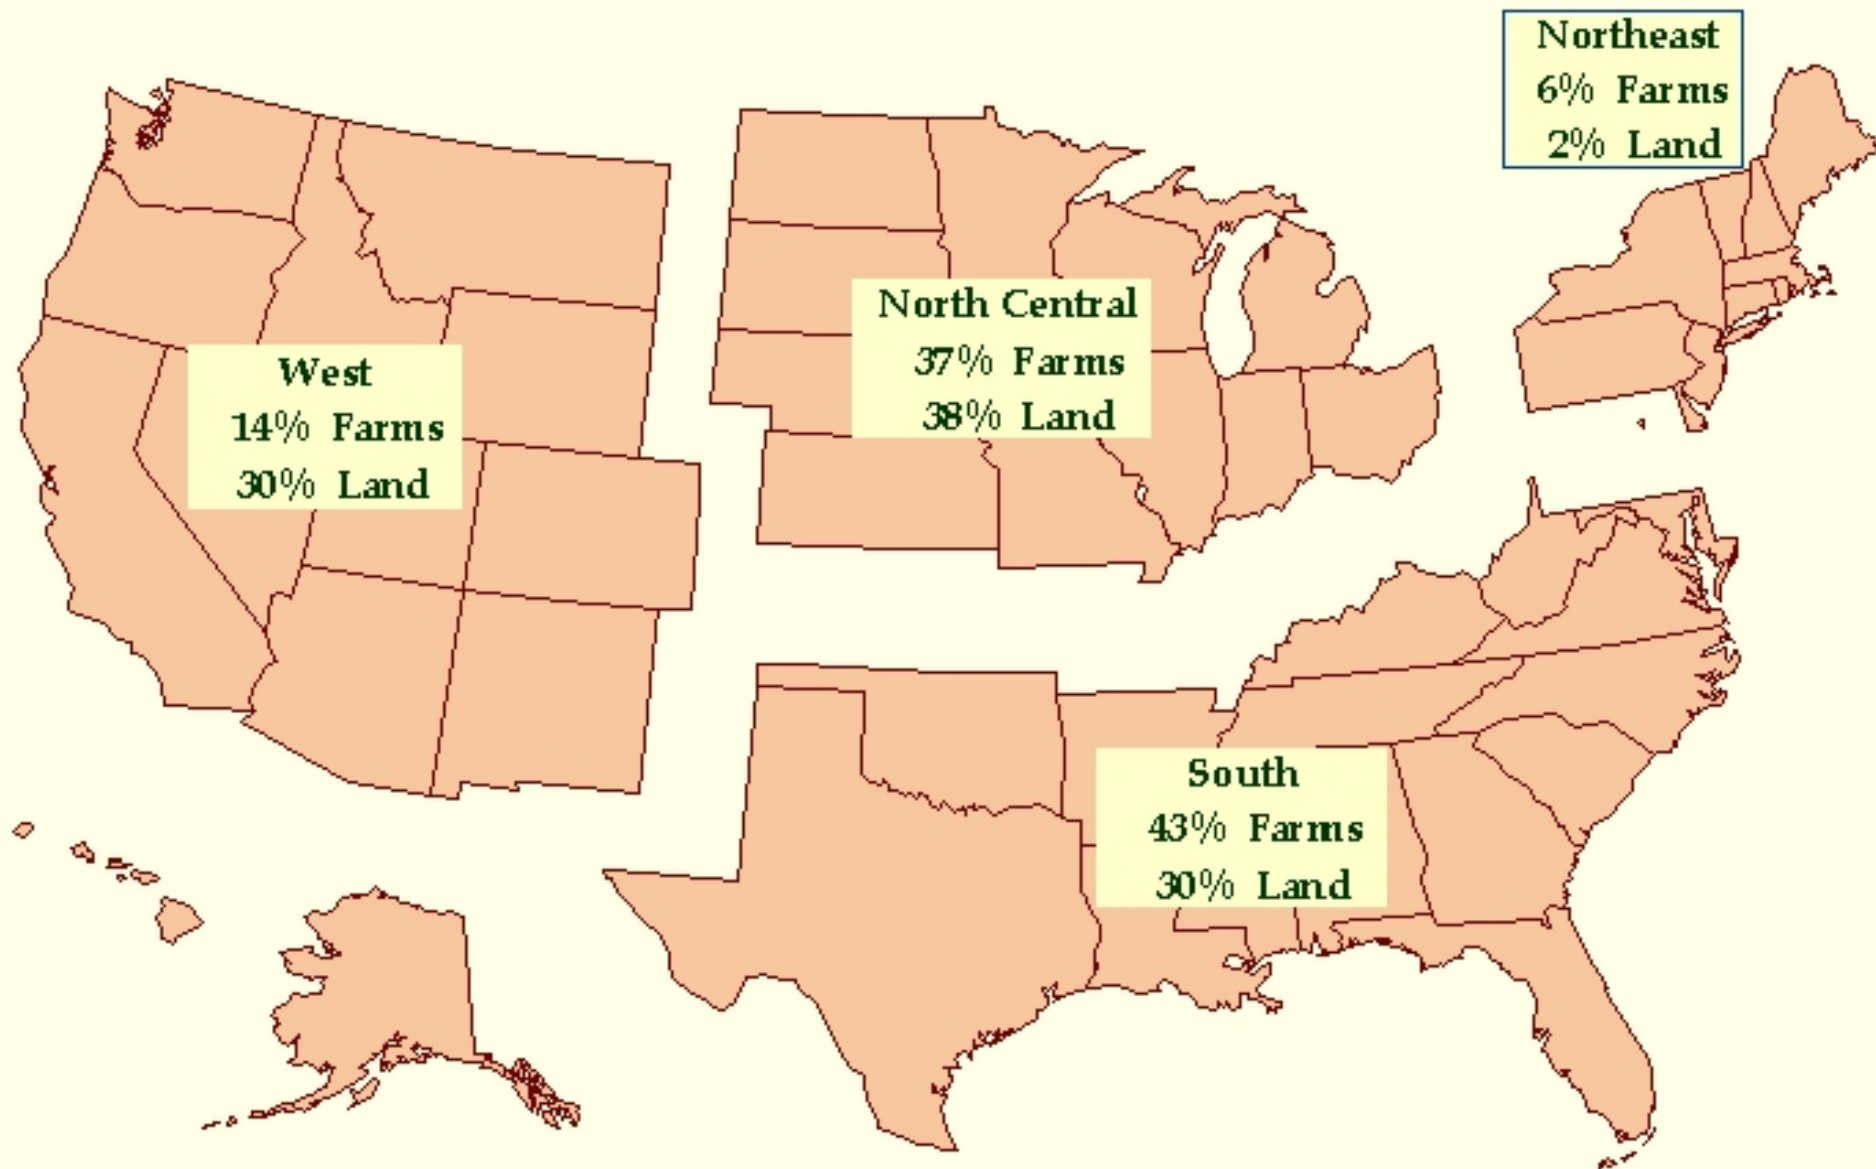 Northeast
6% Farms
2% Land
North Central
37% Farms
38% Land
West
14% Farms
30% Land
South
43% Farms
30% Land